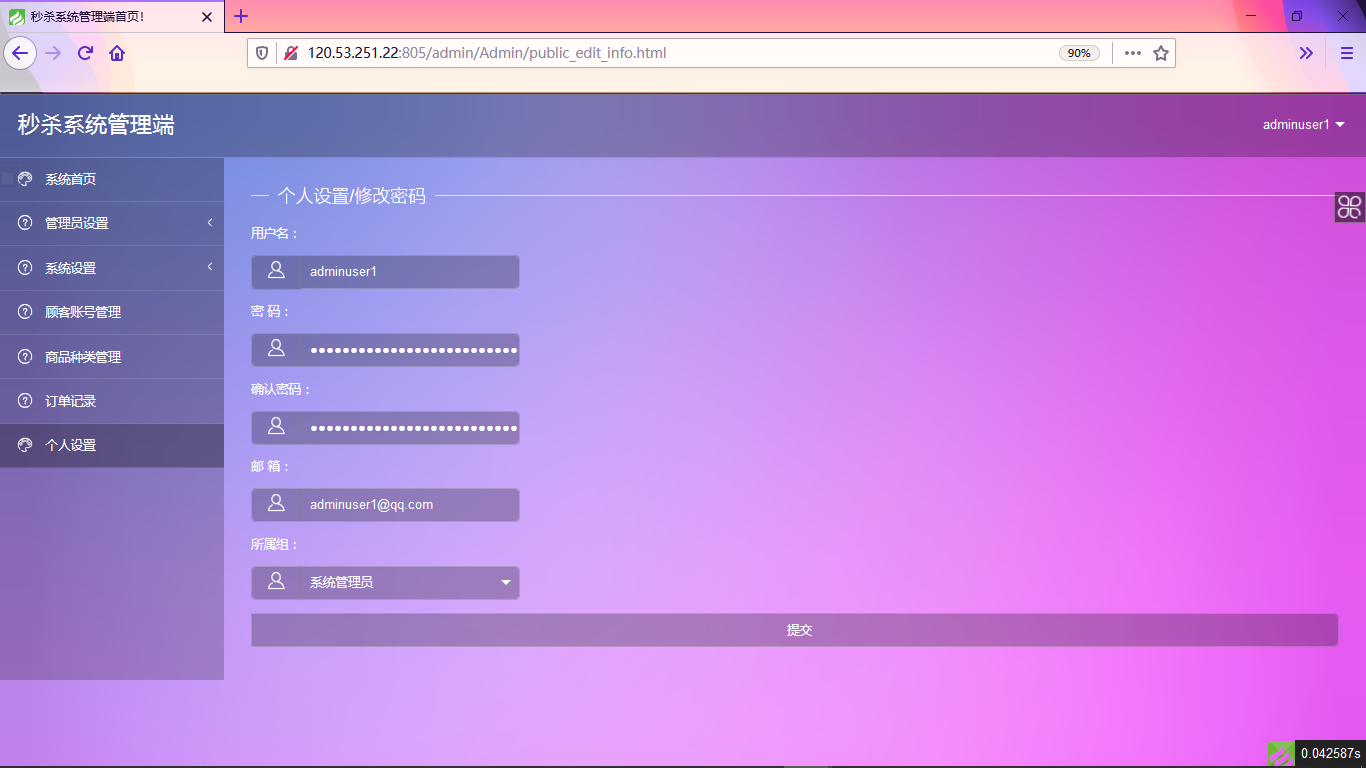 秒杀系统管理端首页!
120.53.251.22:805/admin/Admin/public_edit_info.html
90%
秒杀系统管理端
adminuser1
系统首页
管理员设置
系统设置
顾客账号管理
商品种类管理
订单记录
个人设置
个人设置/修改密码
用户名：
adminuser1
密 码：
••••••••••••••••••••••••••
确认密码：
••••••••••••••••••••••••••
邮 箱：
adminuser1@qq.com
所属组：
系统管理员
提交
0.042587s